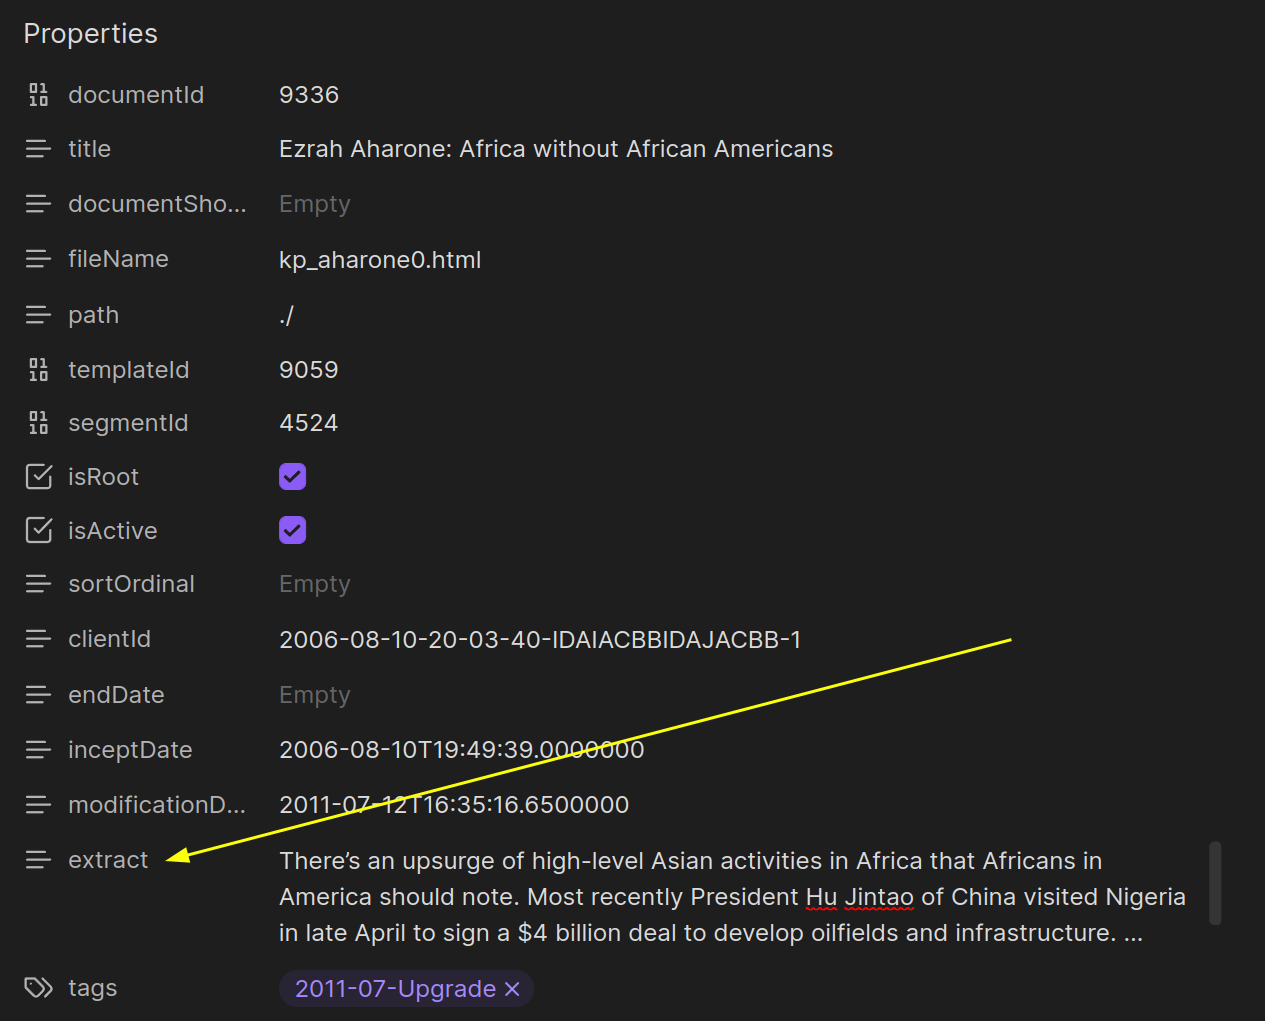 Properties
documentId 9336
title Ezrah Aharone: Africa without African Americans
documentSho... Empty
fileName kp_aharone0.html
path ./
templateId 9059
segmentId 4524
isRoot
isActive
sortOrdinal Empty
clientId 2006-08-10-20-03-40-IDAIACBBIDAJACBB-1
endDate Empty
inceptDate 2006-08-10T19:49:39.0000000
modificationD... 2011-07-12T16:35:16.6500000
extract There’s an upsurge of high-level Asian activities in Africa that Africans in
America should note. Most recently President Hu Jintao of China visited Nigeria
in late April to sign a $4 billion deal to develop oilfields and infrastructure. …
tags 2011-07-Upgrade ×